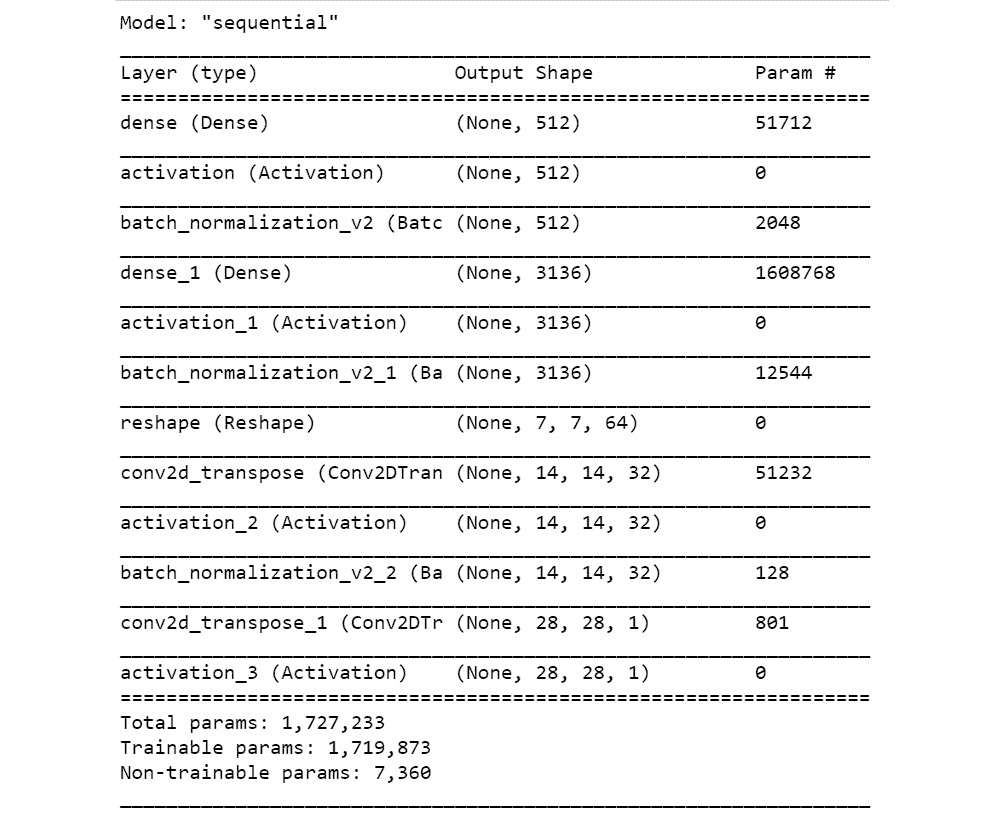 Model: "sequential"
Layer (type) Output Shape Param #
dense (Dense) (None, 512) 51712
activation (Activation) (None, 512) 0
batch_normalization_v2 (Batc (None, 512) 2048
dense_1 (Dense) (None, 3136) 1608768
activation_1 (Activation) (None, 3136) 0
batch_normalization_v2_1 (Ba (None, 3136) 12544
reshape (Reshape) (None, 7, 7, 64) 0
conv2d_transpose (Conv2DTran (None, 14, 14, 32) 51232
activation_2 (Activation) (None, 14, 14, 32) 0
batch_normalization_v2_2 (Ba (None, 14, 14, 32) 128
conv2d_transpose_1 (Conv2DTr (None, 28, 28, 1) 801
activation_3 (Activation) (None, 28, 28, 1) 0
Total params: 1,727,233
Trainable params: 1,719,873
Non-trainable params: 7,360